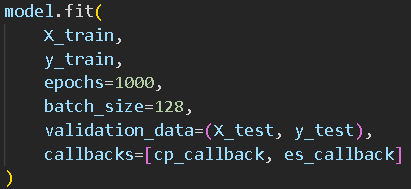 model.fit(
    X_train,
    y_train,
    epochs=1000,
    batch_size=128,
    validation_data=(X_test, y_test),
    callbacks=[cp_callback, es_callback]
)